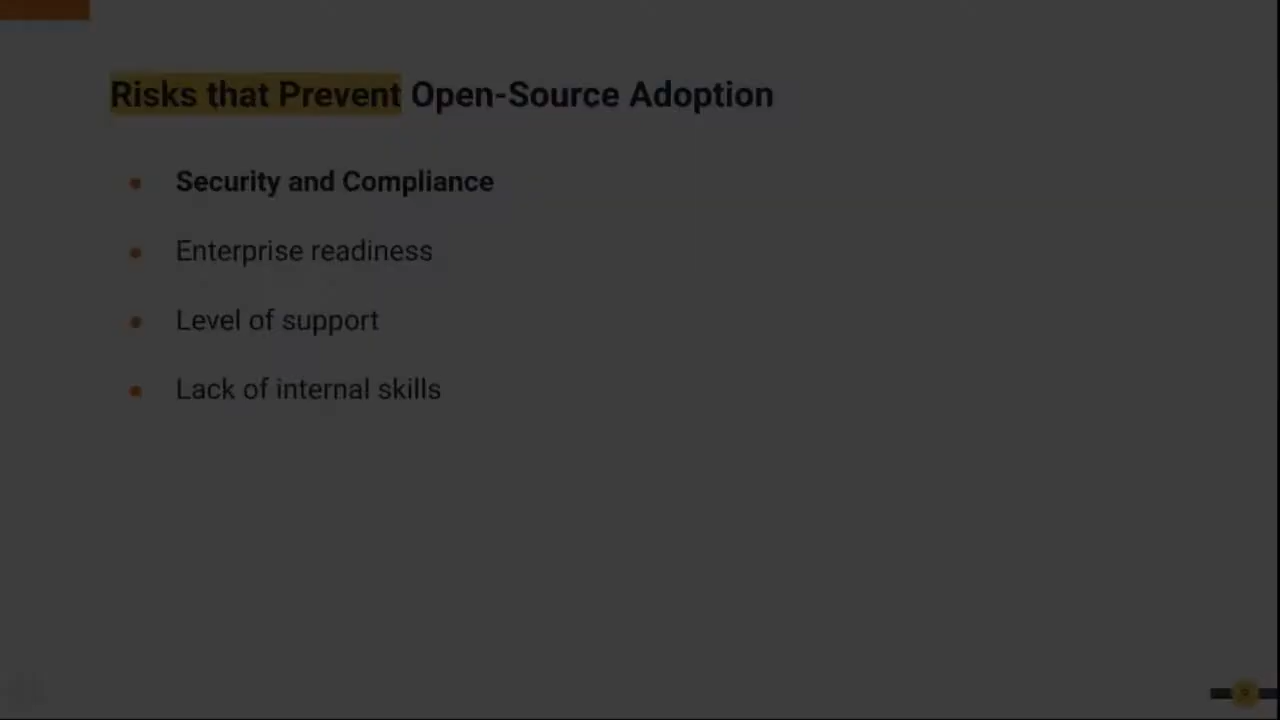 Risks that Prevent Open-Source Adoption
Security and Compliance
Enterprise readiness
Level of support
Lack of internal skills